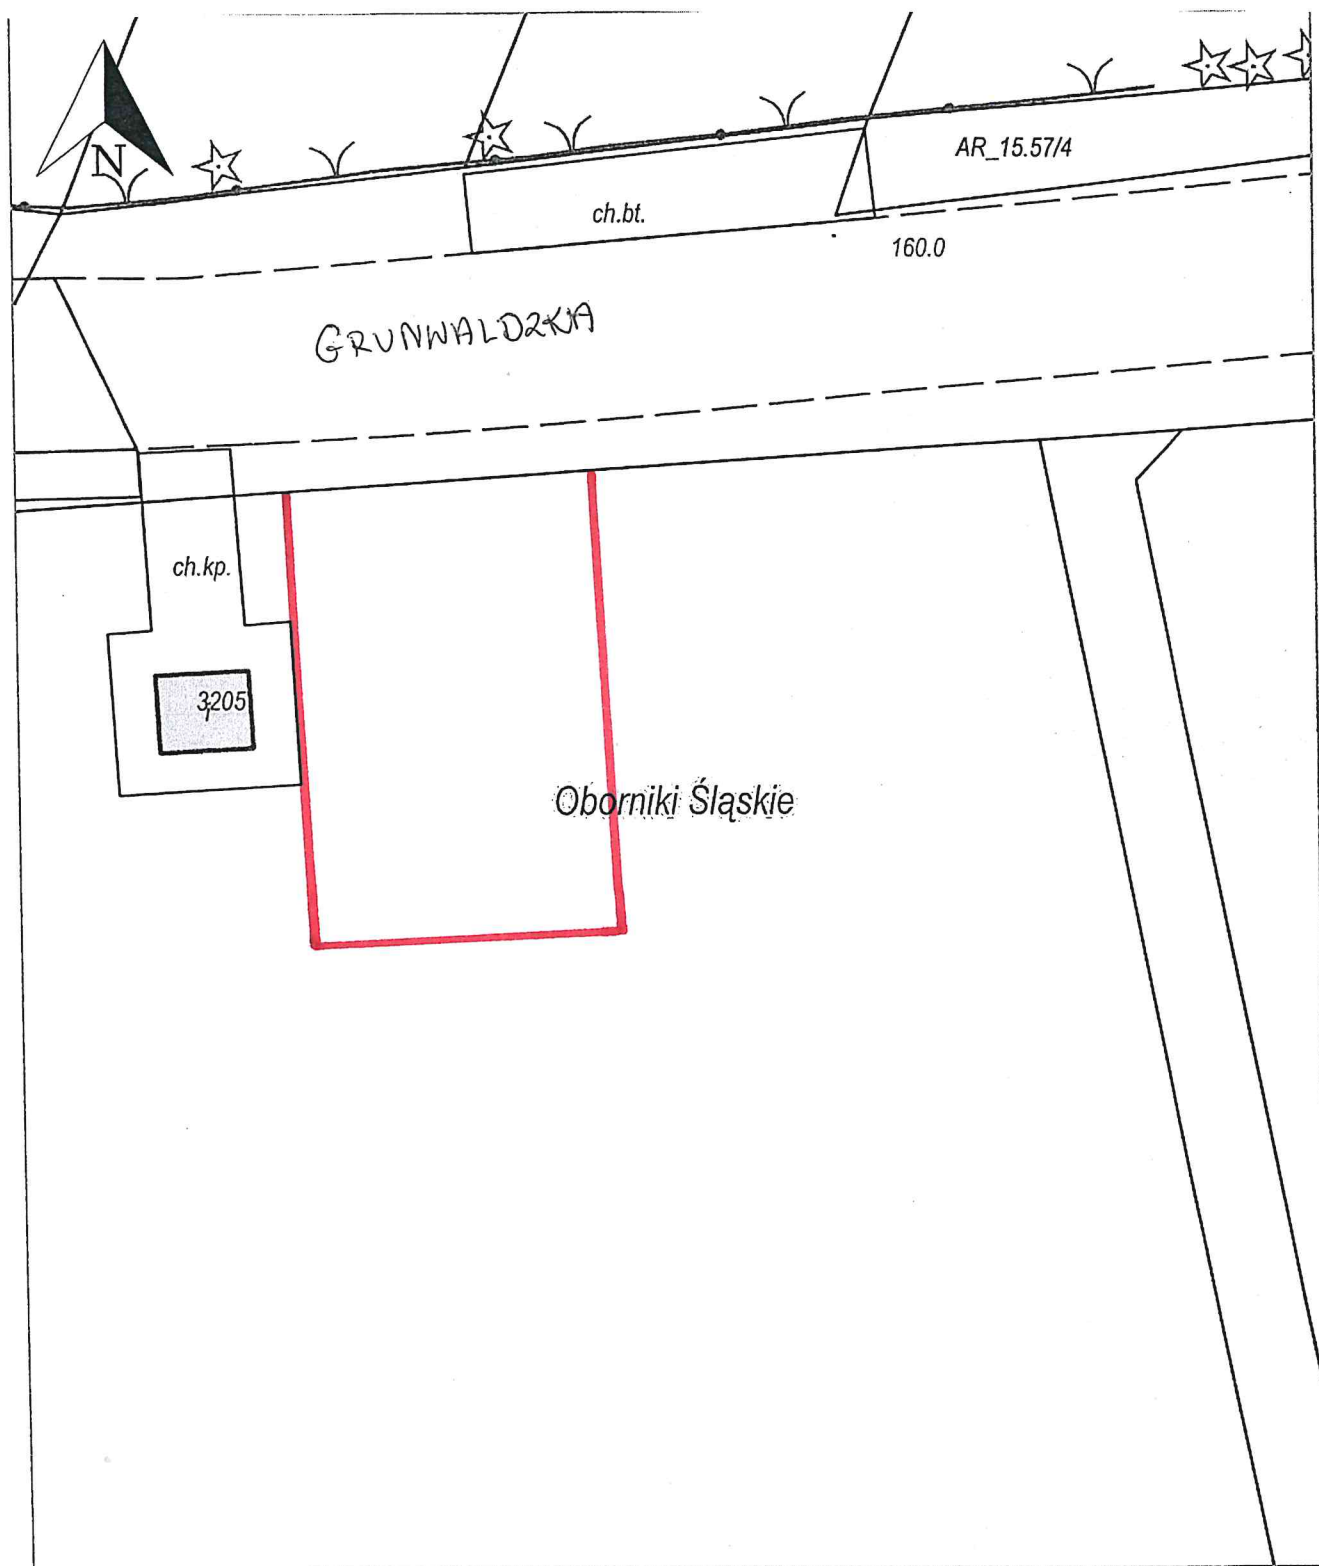 N
AR_15.57/4
ch.bt.
160.0
GRUNWALDZKA
ch.kp.
3205
Oborniki Śląskie